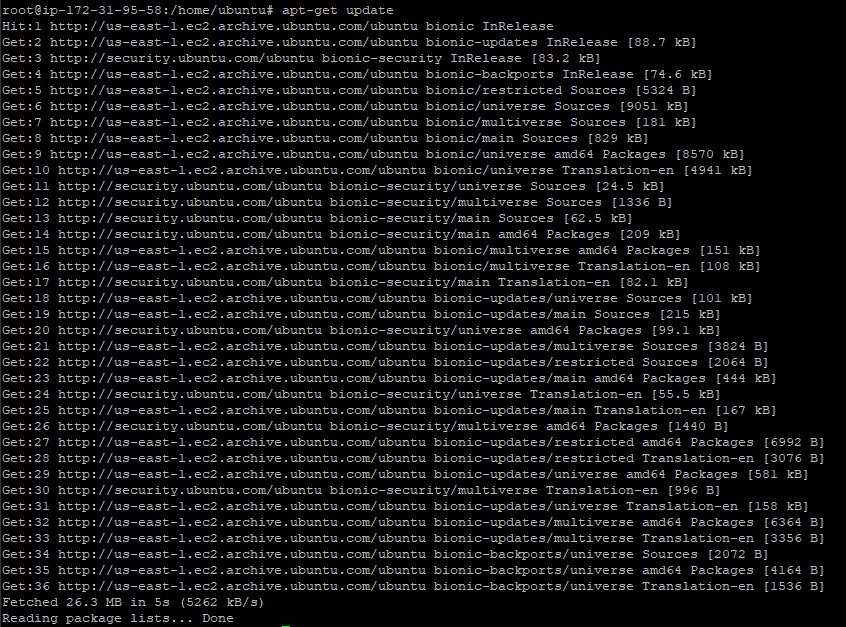 root@ip-172-31-95-58:/home/ubuntu# apt-get update
Hit:1 http://us-east-1.ec2.archive.ubuntu.com/ubuntu bionic InRelease
Get:2 http://us-east-1.ec2.archive.ubuntu.com/ubuntu bionic-updates InRelease [88.7 kB]
Get:3 http://security.ubuntu.com/ubuntu bionic-security InRelease [83.2 kB]
Get:4 http://us-east-1.ec2.archive.ubuntu.com/ubuntu bionic-backports InRelease [74.6 kB]
Get:5 http://us-east-1.ec2.archive.ubuntu.com/ubuntu bionic/restricted Sources [5324 B]
Get:6 http://us-east-1.ec2.archive.ubuntu.com/ubuntu bionic/universe Sources [9051 kB]
Get:7 http://us-east-1.ec2.archive.ubuntu.com/ubuntu bionic/multiverse Sources [181 kB]
Get:8 http://us-east-1.ec2.archive.ubuntu.com/ubuntu bionic/main Sources [829 kB]
Get:9 http://us-east-1.ec2.archive.ubuntu.com/ubuntu bionic/universe amd64 Packages [8570 kB]
Get:10 http://us-east-1.ec2.archive.ubuntu.com/ubuntu bionic/universe Translation-en [4941 kB]
Get:11 http://security.ubuntu.com/ubuntu bionic-security/universe Sources [24.5 kB]
Get:12 http://security.ubuntu.com/ubuntu bionic-security/multiverse Sources [1336 B]
Get:13 http://security.ubuntu.com/ubuntu bionic-security/main Sources [62.5 kB]
Get:14 http://security.ubuntu.com/ubuntu bionic-security/main amd64 Packages [209 kB]
Get:15 http://us-east-1.ec2.archive.ubuntu.com/ubuntu bionic/multiverse amd64 Packages [151 kB]
Get:16 http://us-east-1.ec2.archive.ubuntu.com/ubuntu bionic/multiverse Translation-en [108 kB]
Get:17 http://security.ubuntu.com/ubuntu bionic-security/main Translation-en [82.1 kB]
Get:18 http://us-east-1.ec2.archive.ubuntu.com/ubuntu bionic-updates/universe Sources [101 kB]
Get:19 http://us-east-1.ec2.archive.ubuntu.com/ubuntu bionic-updates/main Sources [215 kB]
Get:20 http://security.ubuntu.com/ubuntu bionic-security/universe amd64 Packages [99.1 kB]
Get:21 http://us-east-1.ec2.archive.ubuntu.com/ubuntu bionic-updates/multiverse Sources [3824 B]
Get:22 http://us-east-1.ec2.archive.ubuntu.com/ubuntu bionic-updates/restricted Sources [2064 B]
Get:23 http://us-east-1.ec2.archive.ubuntu.com/ubuntu bionic-updates/main amd64 Packages [444 kB]
Get:24 http://security.ubuntu.com/ubuntu bionic-security/universe Translation-en [55.5 kB]
Get:25 http://us-east-1.ec2.archive.ubuntu.com/ubuntu bionic-updates/main Translation-en [167 kB]
Get:26 http://security.ubuntu.com/ubuntu bionic-security/multiverse amd64 Packages [1440 B]
Get:27 http://us-east-1.ec2.archive.ubuntu.com/ubuntu bionic-updates/restricted amd64 Packages [6992 B]
Get:28 http://us-east-1.ec2.archive.ubuntu.com/ubuntu bionic-updates/restricted Translation-en [3076 B]
Get:29 http://us-east-1.ec2.archive.ubuntu.com/ubuntu bionic-updates/universe amd64 Packages [581 kB]
Get:30 http://security.ubuntu.com/ubuntu bionic-security/multiverse Translation-en [996 B]
Get:31 http://us-east-1.ec2.archive.ubuntu.com/ubuntu bionic-updates/universe Translation-en [158 kB]
Get:32 http://us-east-1.ec2.archive.ubuntu.com/ubuntu bionic-updates/multiverse amd64 Packages [6364 B]
Get:33 http://us-east-1.ec2.archive.ubuntu.com/ubuntu bionic-updates/multiverse Translation-en [3356 B]
Get:34 http://us-east-1.ec2.archive.ubuntu.com/ubuntu bionic-backports/universe Sources [2072 B]
Get:35 http://us-east-1.ec2.archive.ubuntu.com/ubuntu bionic-backports/universe amd64 Packages [4164 B]
Get:36 http://us-east-1.ec2.archive.ubuntu.com/ubuntu bionic-backports/universe Translation-en [1536 B]
Fetched 26.3 MB in 5s (5262 kB/s)
Reading package lists... Done